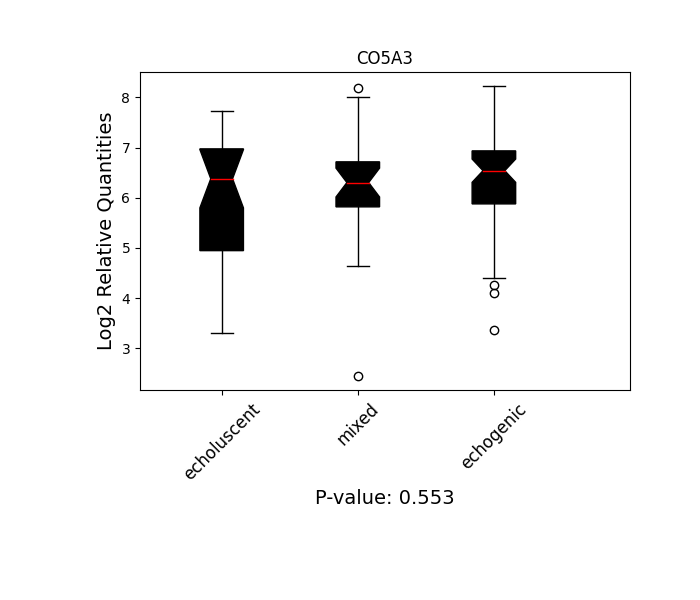 CO5A3
Log2 Relative Quantities
8
7
6
5
4
3
echoluscent
mixed
echogenic
P-value: 0.553